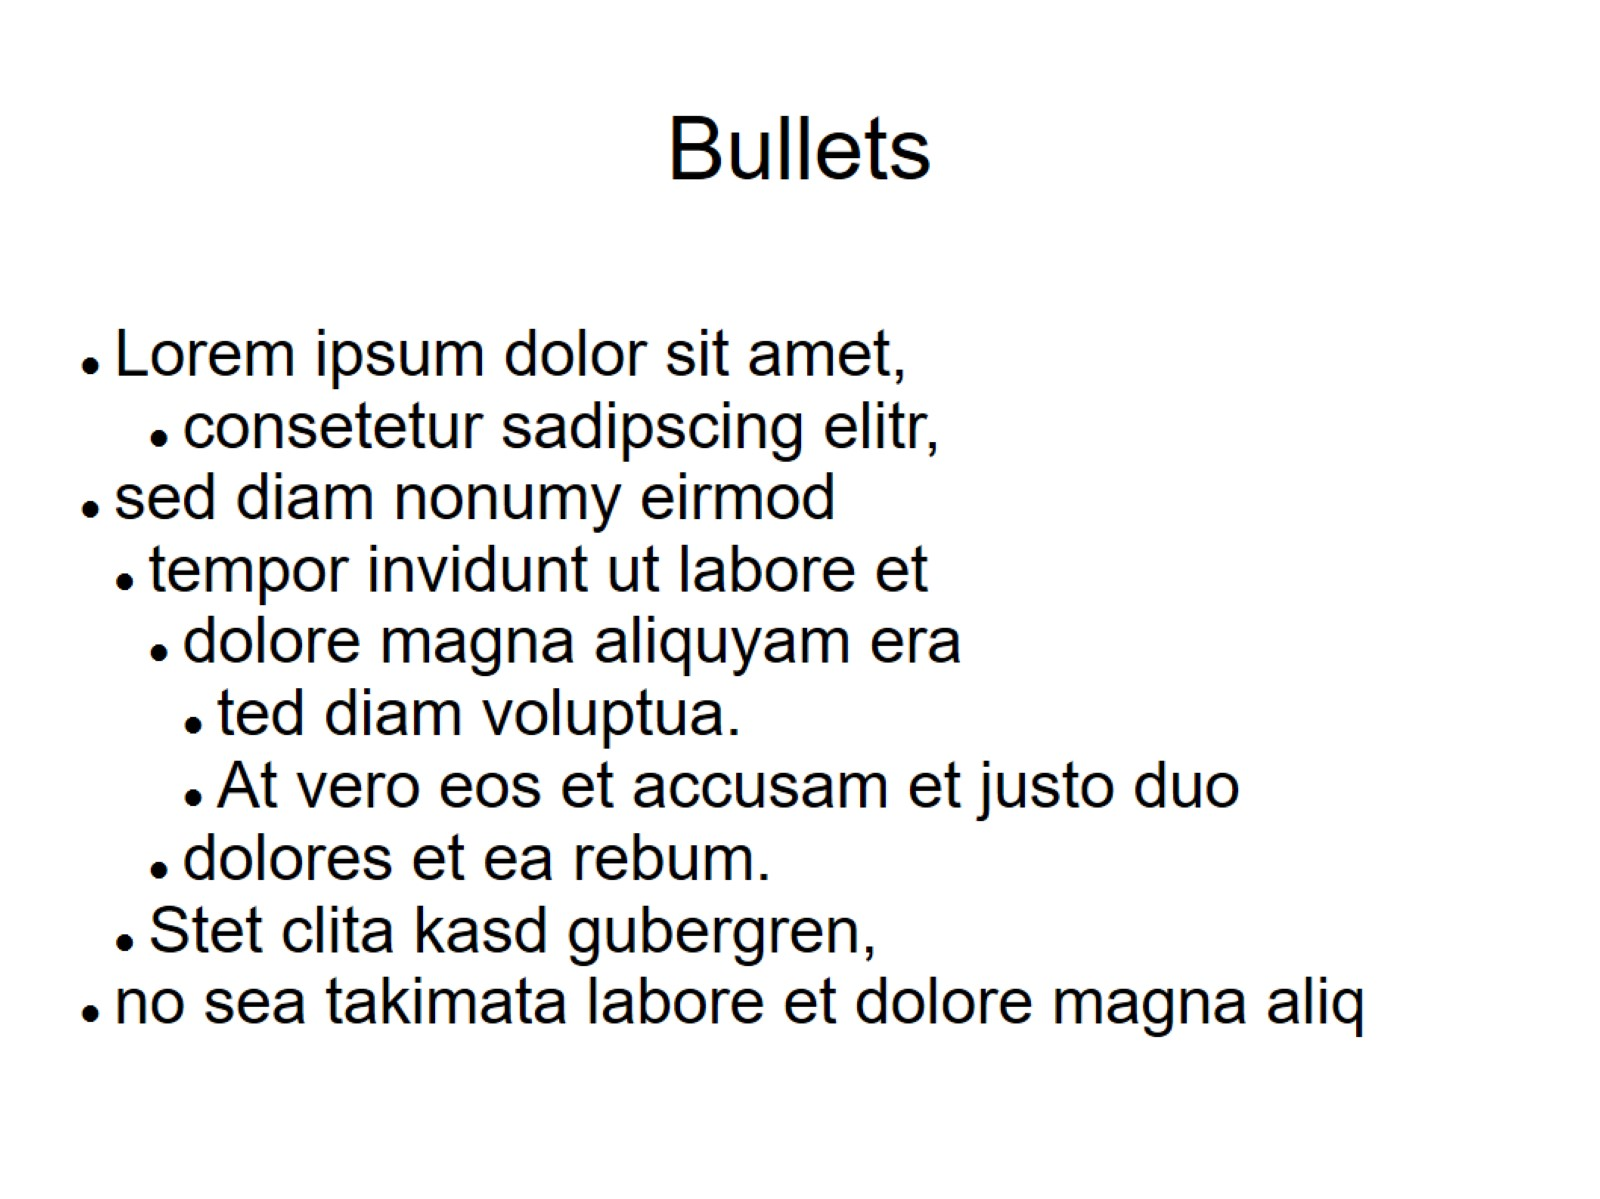 Bullets
• Lorem ipsum dolor sit amet,
• consetetur sadipscing elitr,
• sed diam nonumy eirmod
• tempor invidunt ut labore et
• dolore magna aliquyam era
• ted diam voluptua.
• At vero eos et accusam et justo duo
• dolores et ea rebum.
• Stet clita kasd gubergren,
• no sea takimata labore et dolore magna aliq